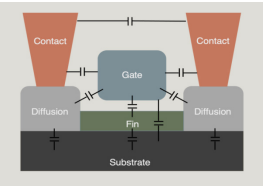 Contact
Contact
Gate
Diffusion
Diffusion
Fin
Substrate